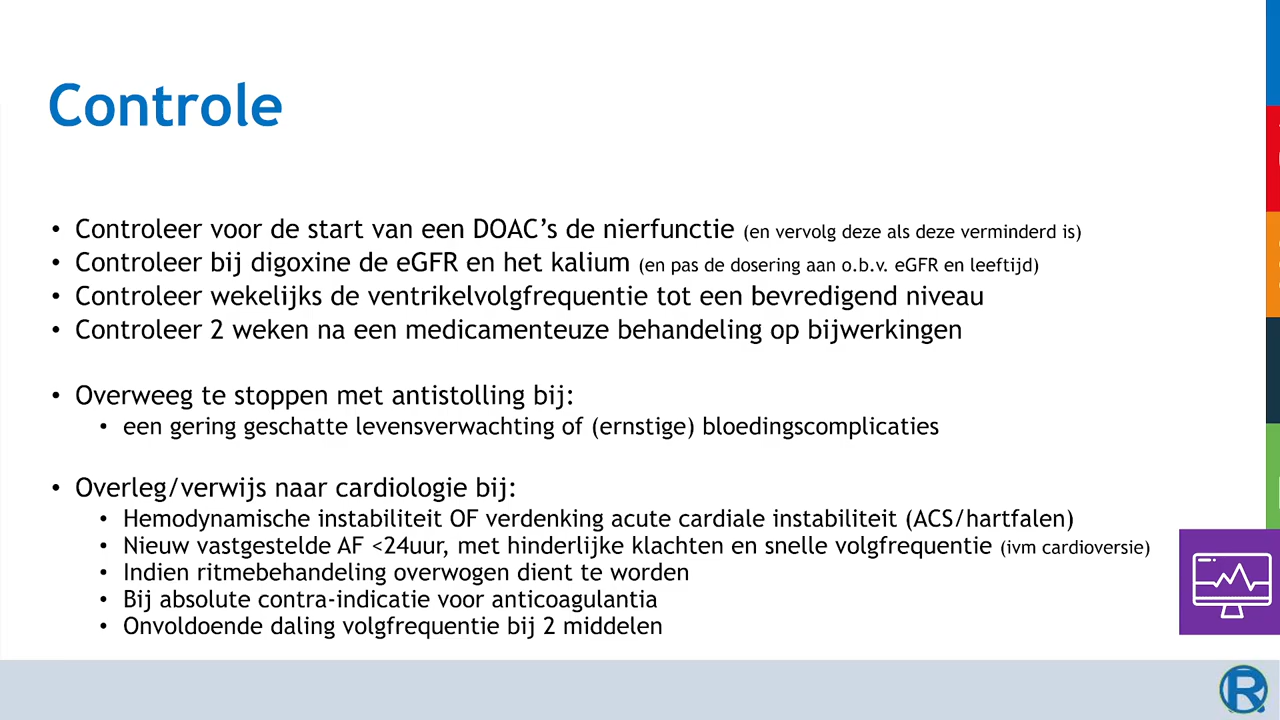 Controle
• Controleer voor de start van een DOAC’s de nierfunctie (en vervolg deze als deze verminderd is)
• Controleer bij digoxine de eGFR en het kalium (en pas de dosering aan o.b.v. eGFR en leeftijd)
• Controleer wekelijks de ventrikelvolgfrequentie tot een bevredigend niveau
• Controleer 2 weken na een medicamenteuze behandeling op bijwerkingen
• Overweeg te stoppen met antistolling bij:
• een gering geschatte levensverwachting of (ernstige) bloedingscomplicaties
• Overleg/verwijs naar cardiologie bij:
• Hemodynamische instabiliteit OF verdenking acute cardiale instabiliteit (ACS/hartfalen)
• Nieuw vastgestelde AF <24uur, met hinderlijke klachten en snelle volgfrequentie (ivm cardioversie)
• Indien ritmebehandeling overwogen dient te worden
• Bij absolute contra-indicatie voor anticoagulantia
• Onvoldoende daling volgfrequentie bij 2 middelen
R